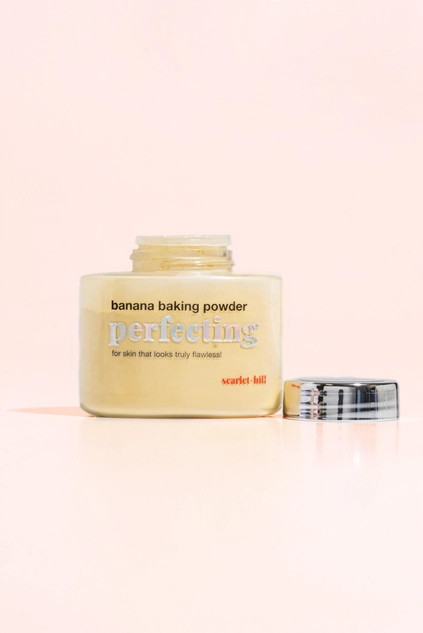 banana baking powder
perfecting
for skin that looks truly flawless!
scarlet·hill